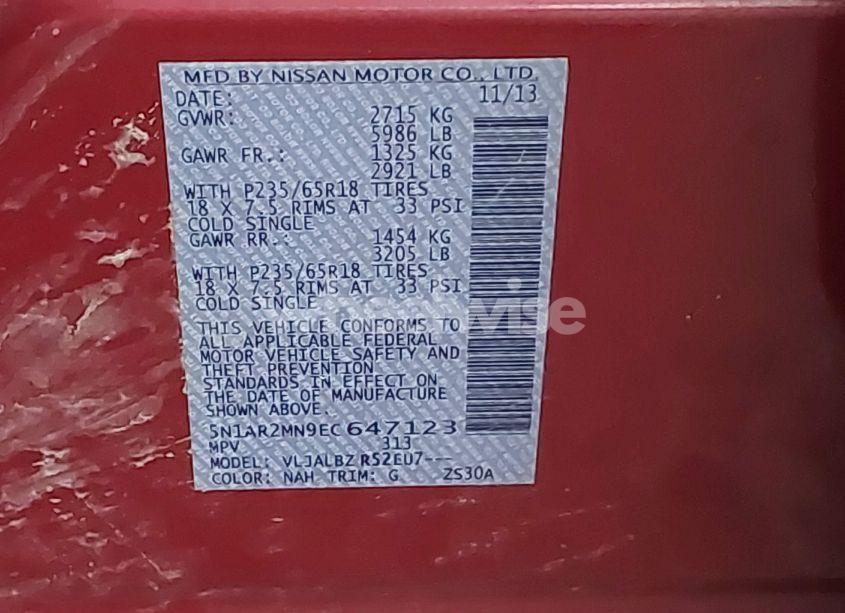 MFD BY NISSAN MOTOR CO., LTD.
DATE: 11/13
GVWR: 2715 KG
5986 LB
GAWR FR.: 1325 KG
2921 LB
WITH P235/65R18 TIRES
18 X 7.5 RIMS AT 33 PSI
COLD SINGLE
GAWR RR.: 1454 KG
3205 LB
WITH P235/65R18 TIRES
18 X 7.5 RIMS AT 33 PSI
COLD SINGLE
THIS VEHICLE CONFORMS TO
ALL APPLICABLE FEDERAL
MOTOR VEHICLE SAFETY AND
THEFT PREVENTION
STANDARDS IN EFFECT ON
THE DATE OF MANUFACTURE
SHOWN ABOVE.
5N1AR2MN9EC647123
MPV 313
MODEL: VLJALBZ R52EU7---
COLOR: NAH TRIM: G ZS30A